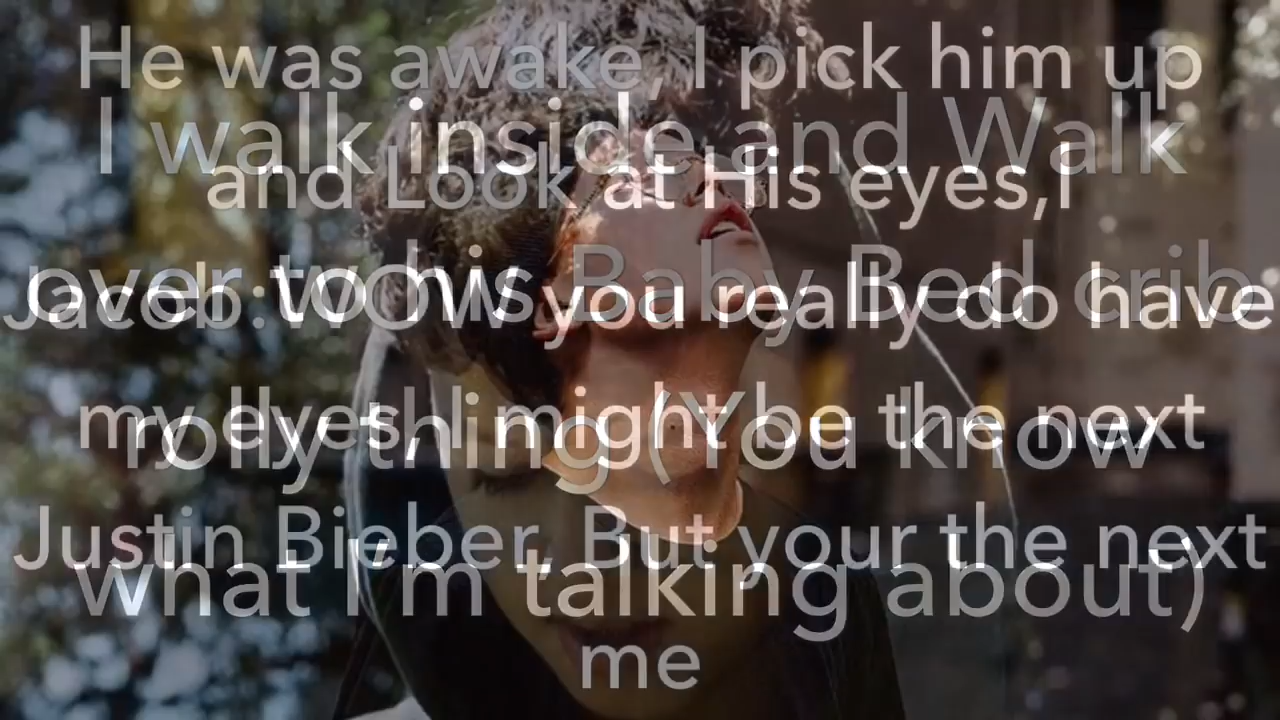 He was awake, I pick him up
and Look at His eyes,I
Jacob: Wow you really do have
my eyes, I might be the next
Justin Bieber, But your the next
me
I walk inside and Walk
over to his Baby Bed crib
rolly thing (You know
what I'm talking about)